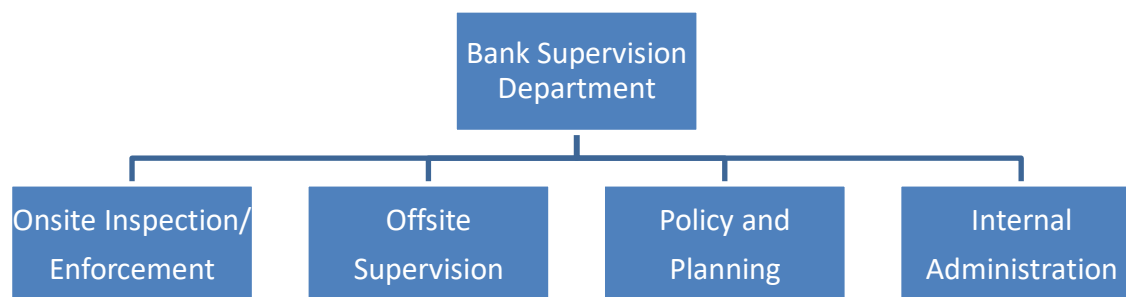 Bank Supervision
Department
Onsite Inspection/
Enforcement
Offsite
Supervision
Policy and
Planning
Internal
Administration